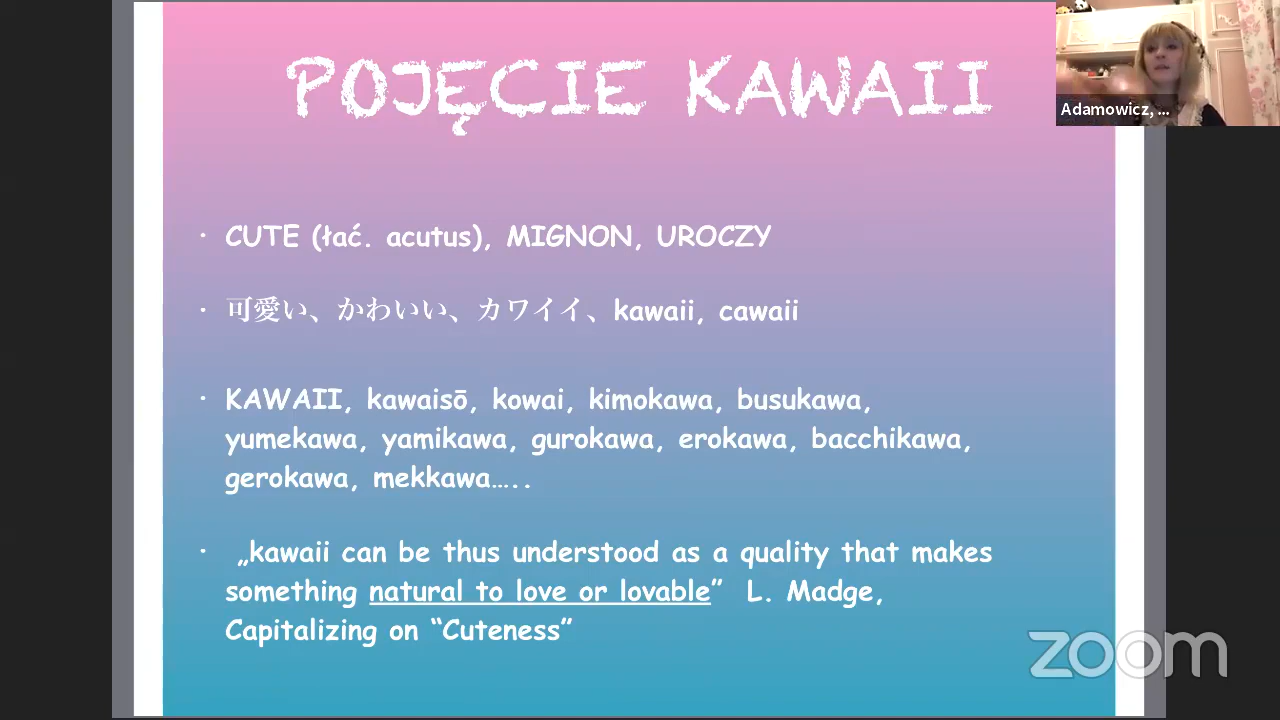 POJĘCIE KAWAII
Adamowicz, ...
• CUTE (łać. acutus), MIGNON, UROCZY
• 可愛い、かわいい、カワイイ、kawaii, cawaii
• KAWAII, kawaisō, kowai, kimokawa, busukawa,
yumekawa, yamikawa, gurokawa, erokawa, bacchikawa,
gerokawa, mekkawa…..
• „kawaii can be thus understood as a quality that makes
something natural to love or lovable” L. Madge,
Capitalizing on “Cuteness”
zoom